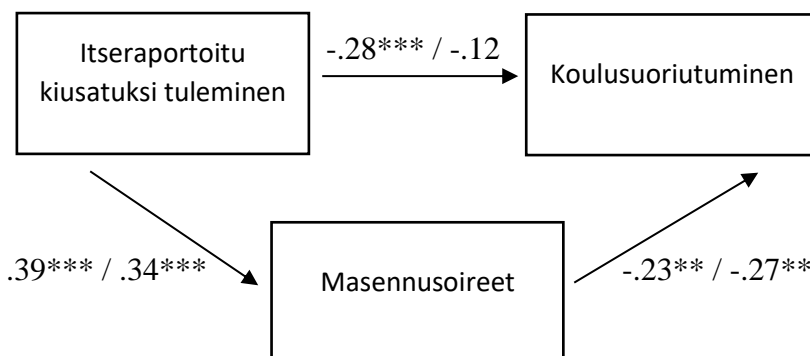 Itseraportoitu
kiusatuksi tuleminen
-.28*** / -.12
Koulusuoriutuminen
.39*** / .34***
Masennusoireet
-.23** / -.27**